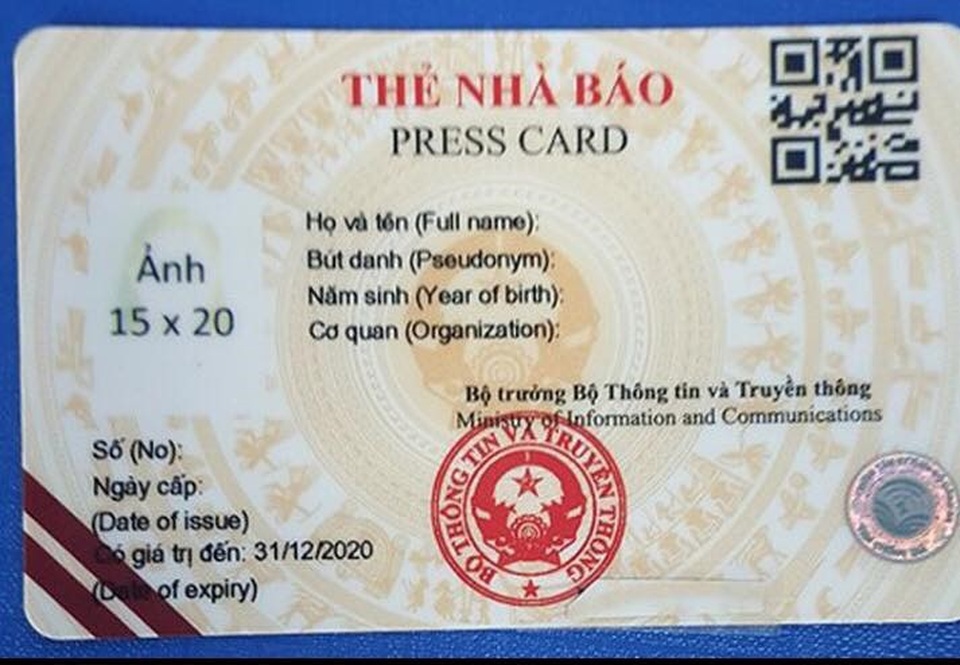 THẺ NHÀ BÁO
PRESS CARD
Họ và tên (Full name):
Bút danh (Pseudonym):
Năm sinh (Year of birth):
Cơ quan (Organization):
Ảnh
15 x 20
Bộ trưởng Bộ Thông tin và Truyền thông
Ministry of Information and Communications
BỘ THÔNG TIN VÀ TRUYỀN THÔNG
Số (No):
Ngày cấp:
(Date of issue)
Có giá trị đến: 31/12/2020
(Date of expiry)